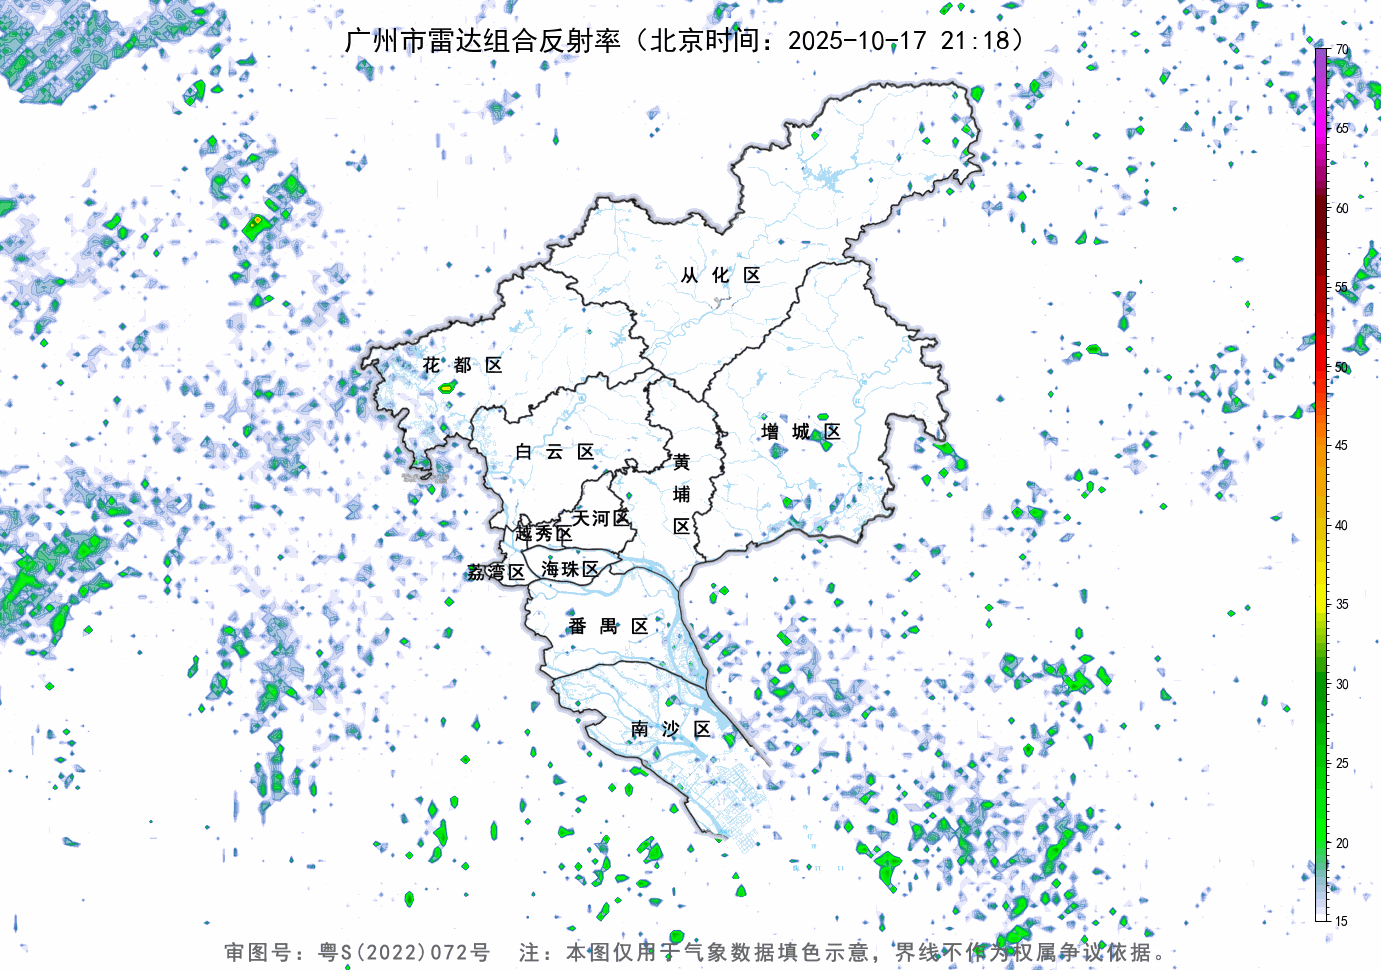 广州市雷达组合反射率（北京时间：2025-10-17 21:18）
70
65
60
55
50
45
40
35
30
25
20
15
从化区
花都区
增城区
白云区
黄埔区
天河区
越秀区
海珠区
荔湾区
番禺区
南沙区
审图号：粤S(2022)072号 注：本图仅用于气象数据填色示意，界线不作为权属争议依据。